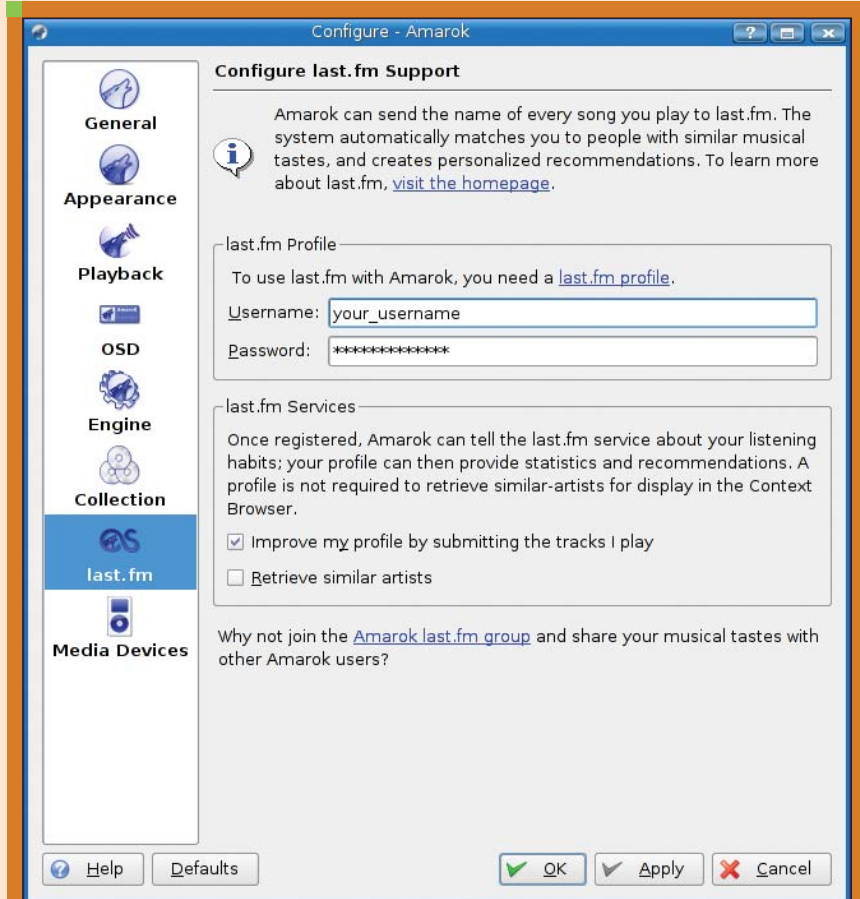 Configure - Amarok
General
Appearance
Playback
OSD
Engine
Collection
last.fm
Media Devices
Configure last.fm Support
Amarok can send the name of every song you play to last.fm. The
system automatically matches you to people with similar musical
tastes, and creates personalized recommendations. To learn more
about last.fm, visit the homepage.
last.fm Profile
To use last.fm with Amarok, you need a last.fm profile.
Username: your_username
Password: *************
last.fm Services
Once registered, Amarok can tell the last.fm service about your listening
habits; your profile can then provide statistics and recommendations. A
profile is not required to retrieve similar-artists for display in the Context
Browser.
Improve my profile by submitting the tracks I play
Retrieve similar artists
Why not join the Amarok last.fm group and share your musical tastes with
other Amarok users?
Help Defaults OK Apply Cancel